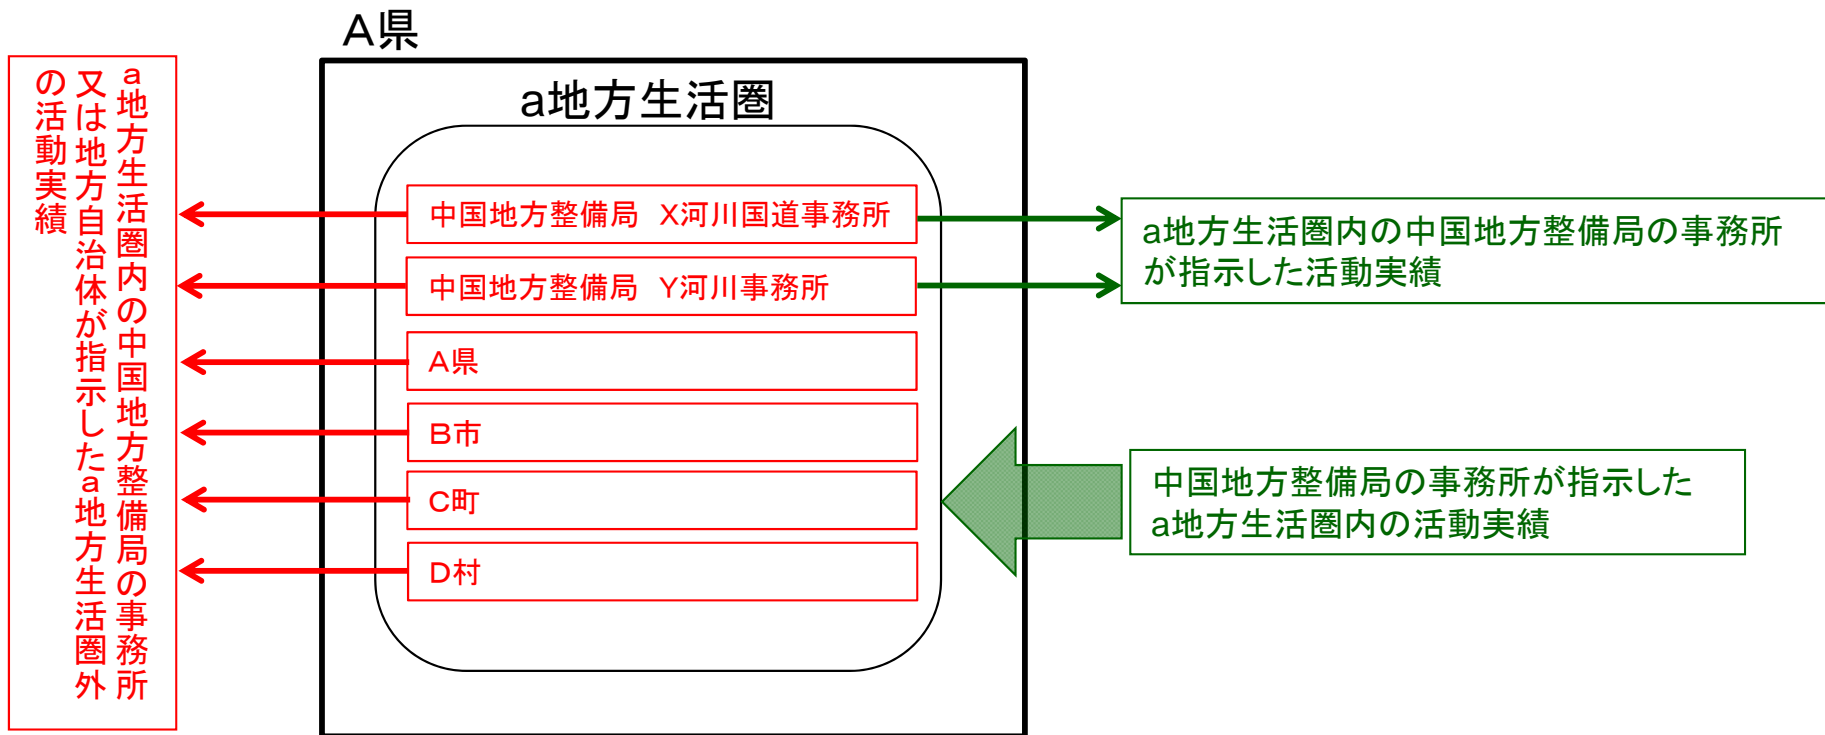 A県
a地方生活圏内の中国地方整備局の事務所
又は地方自治体が指示したa地方生活圏外
の活動実績
a地方生活圏
中国地方整備局　X河川国道事務所
中国地方整備局　Y河川事務所
A県
B市
C町
D村
a地方生活圏内の中国地方整備局の事務所
が指示した活動実績
中国地方整備局の事務所が指示した
a地方生活圏内の活動実績